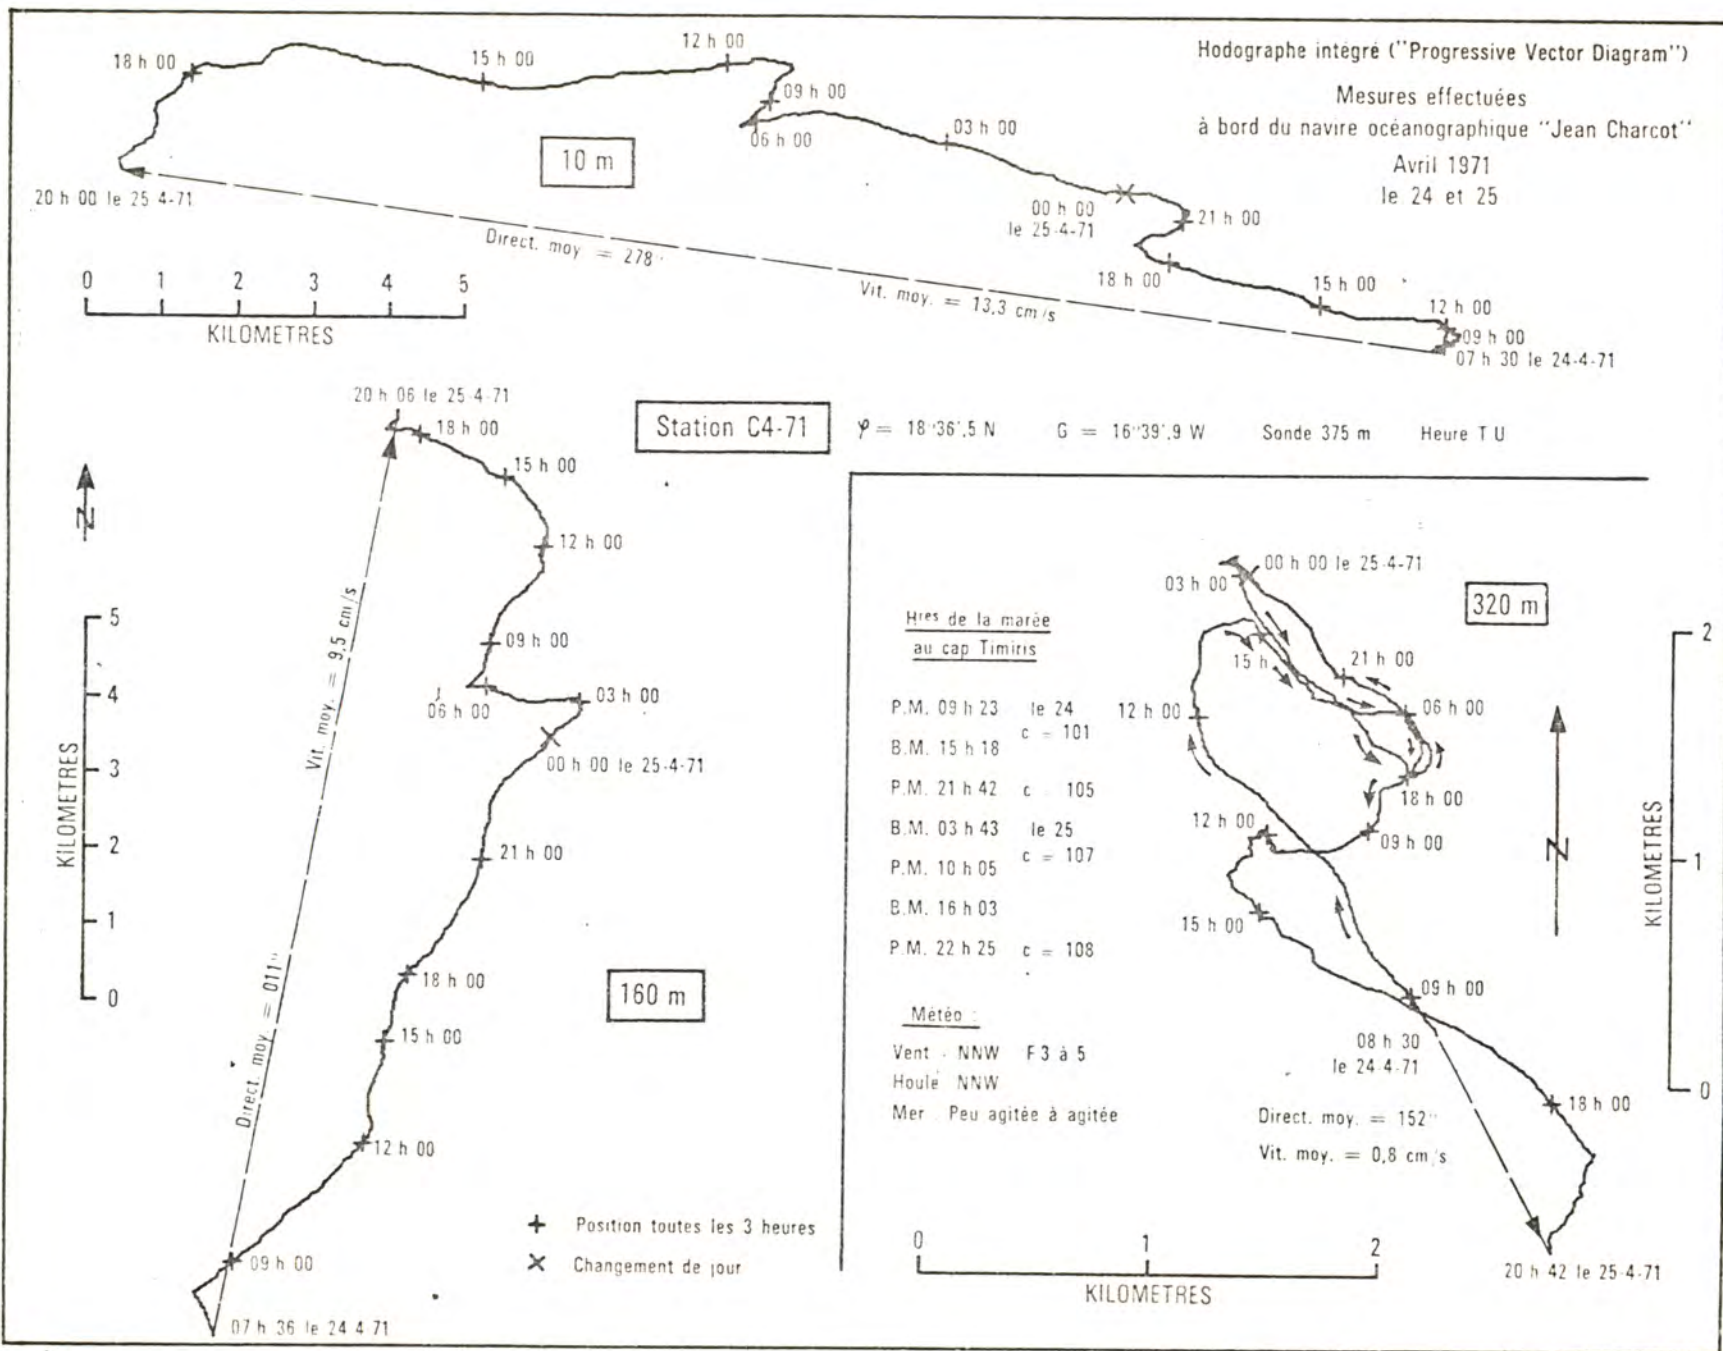 Hodographe intégré ("Progressive Vector Diagram")
Mesures effectuées
à bord du navire océanographique "Jean Charcot"
Avril 1971
le 24 et 25
18 h 00
15 h 00
12 h 00
09 h 00
06 h 00
03 h 00
10 m
20 h 00 le 25 4-71
00 h 00
le 25-4-71
21 h 00
18 h 00
15 h 00
12 h 00
09 h 00
07 h 30 le 24-4-71
Direct. moy = 278°
Vit. moy. = 13,3 cm/s
0 1 2 3 4 5
KILOMETRES
Station C4-71
φ = 18°36',5 N G = 16°39',9 W Sonde 375 m Heure T U
20 h 06 le 25-4-71
18 h 00
15 h 00
12 h 00
09 h 00
06 h 00
03 h 00
00 h 00 le 25-4-71
21 h 00
18 h 00
15 h 00
12 h 00
09 h 00
07 h 36 le 24 4-71
Vit. moy. = 9,5 cm/s
Direct. moy. = 011°
160 m
N
5
4
3
2
1
0
KILOMETRES
+ Position toutes les 3 heures
× Changement de jour
Hres de la marée
au cap Timiris
P.M. 09 h 23 le 24
c = 101
B.M. 15 h 18
P.M. 21 h 42 c 105
B.M. 03 h 43 le 25
c = 107
P.M. 10 h 05
B.M. 16 h 03
P.M. 22 h 25 c = 108
Météo :
Vent - NNW F 3 à 5
Houle NNW
Mer Peu agitée à agitée
320 m
00 h 00 le 25-4-71
03 h 00
15 h
21 h 00
12 h 00
06 h 00
18 h 00
12 h 00
09 h 00
15 h 00
09 h 00
08 h 30
le 24-4-71
18 h 00
Direct. moy. = 152°
Vit. moy. = 0,8 cm/s
20 h 42 le 25-4-71
N
2
1
0
KILOMETRES
0 1 2
KILOMETRES